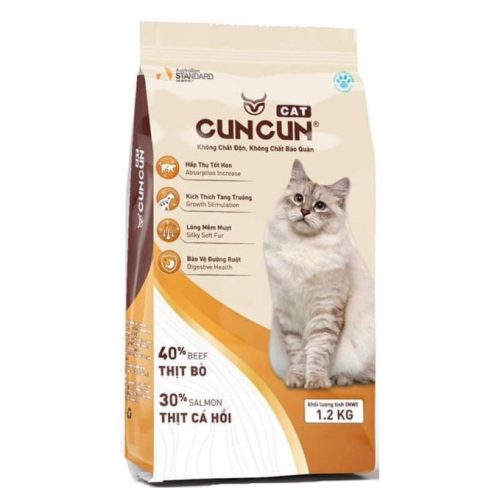 Australian
STANDARD
CAT
CUNCUN®
Không Chất Độn, Không Chất Bảo Quản
Hấp Thụ Tốt Hơn
Absorption Increase
Kích Thích Tăng Trưởng
Growth Stimulation
Lông Mềm Mượt
Silky Soft Fur
Bảo Vệ Đường Ruột
Digestive Health
40% BEEF
THỊT BÒ
30% SALMON
THỊT CÁ HỒI
khối lượng tịnh (NW)
1.2 KG
CUNCUN
CAT